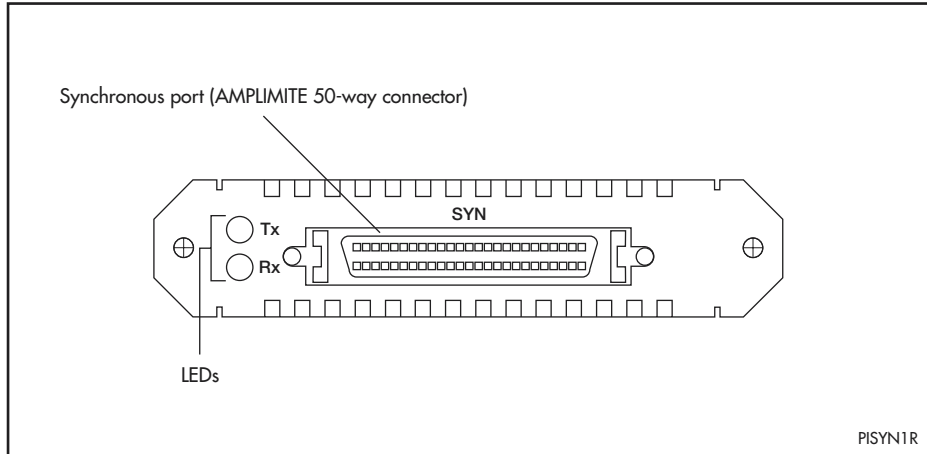 Synchronous port (AMPLIMITE 50-way connector)
SYN
Tx
Rx
LEDs
PISYN1R